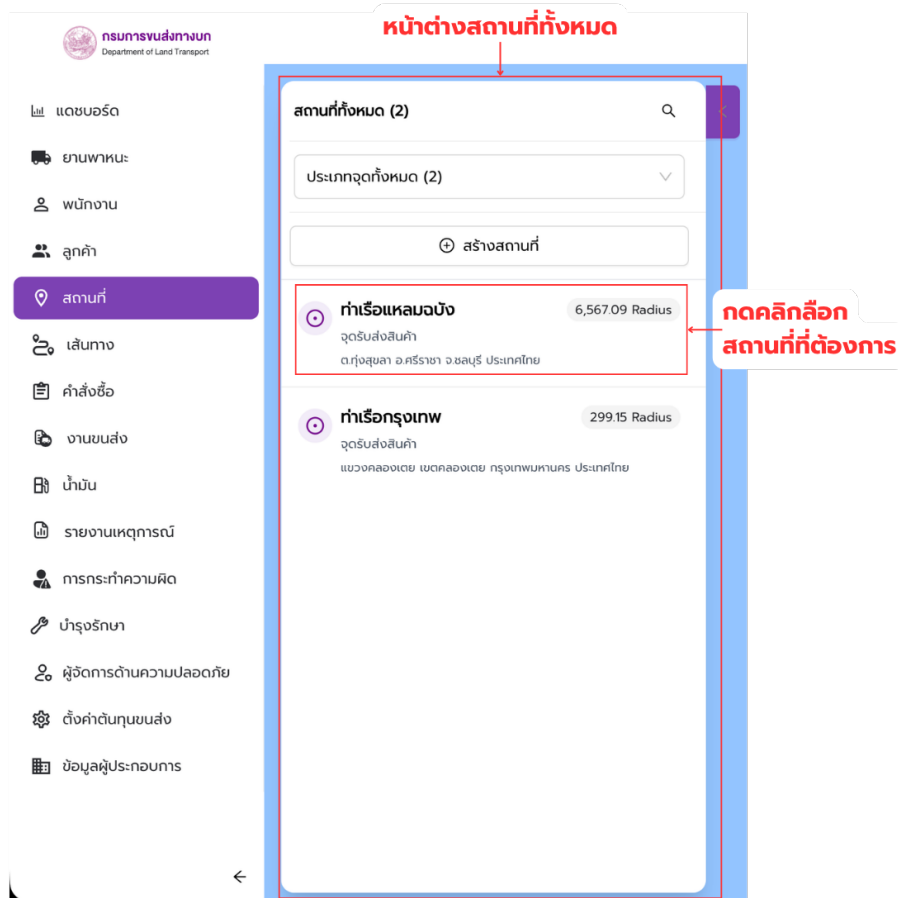 หน้าต่างสถานที่ทั้งหมด
กรมการขนส่งทางบก
Department of Land Transport
แดชบอร์ด
ยานพาหนะ
พนักงาน
ลูกค้า
สถานที่
เส้นทาง
คำสั่งซื้อ
งานขนส่ง
น้ำมัน
รายงานเหตุการณ์
การกระทำความผิด
บำรุงรักษา
ผู้จัดการด้านความปลอดภัย
ตั้งค่าต้นทุนขนส่ง
ข้อมูลผู้ประกอบการ
สถานที่ทั้งหมด (2)
ประเภทจุดทั้งหมด (2)
สร้างสถานที่
ท่าเรือแหลมฉบัง
6,567.09 Radius
จุดรับส่งสินค้า
ต.ทุ่งสุขลา อ.ศรีราชา จ.ชลบุรี ประเทศไทย
ท่าเรือกรุงเทพ
299.15 Radius
จุดรับส่งสินค้า
แขวงคลองเตย เขตคลองเตย กรุงเทพมหานคร ประเทศไทย
กดคลิกลือก
สถานที่ที่ต้องการ